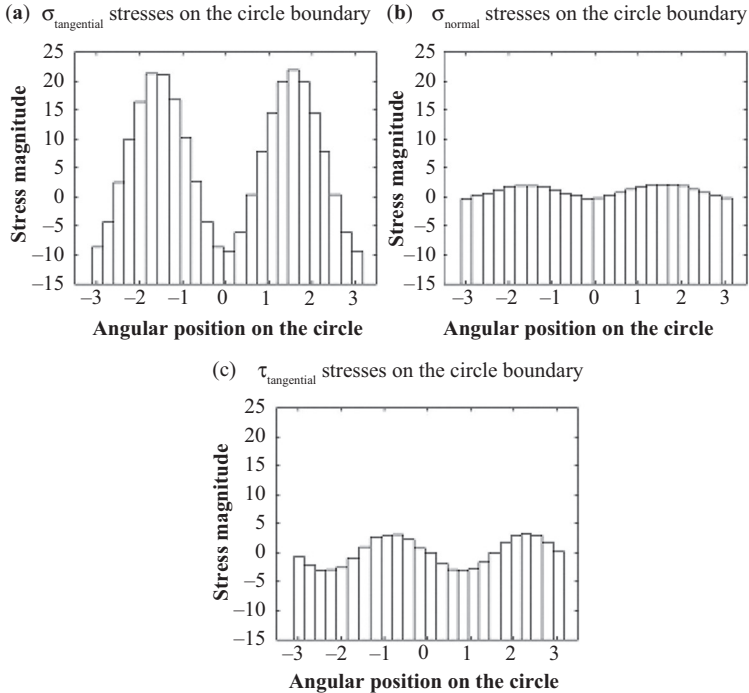 (a) σtangential stresses on the circle boundary
25
20
15
10
5
0
–5
–10
–15
–3 –2 –1 0 1 2 3
Stress magnitude
Angular position on the circle
(b) σnormal stresses on the circle boundary
25
20
15
10
5
0
–5
–10
–15
–3 –2 –1 0 1 2 3
Stress magnitude
Angular position on the circle
(c) τtangential stresses on the circle boundary
25
20
15
10
5
0
–5
–10
–15
–3 –2 –1 0 1 2 3
Stress magnitude
Angular position on the circle